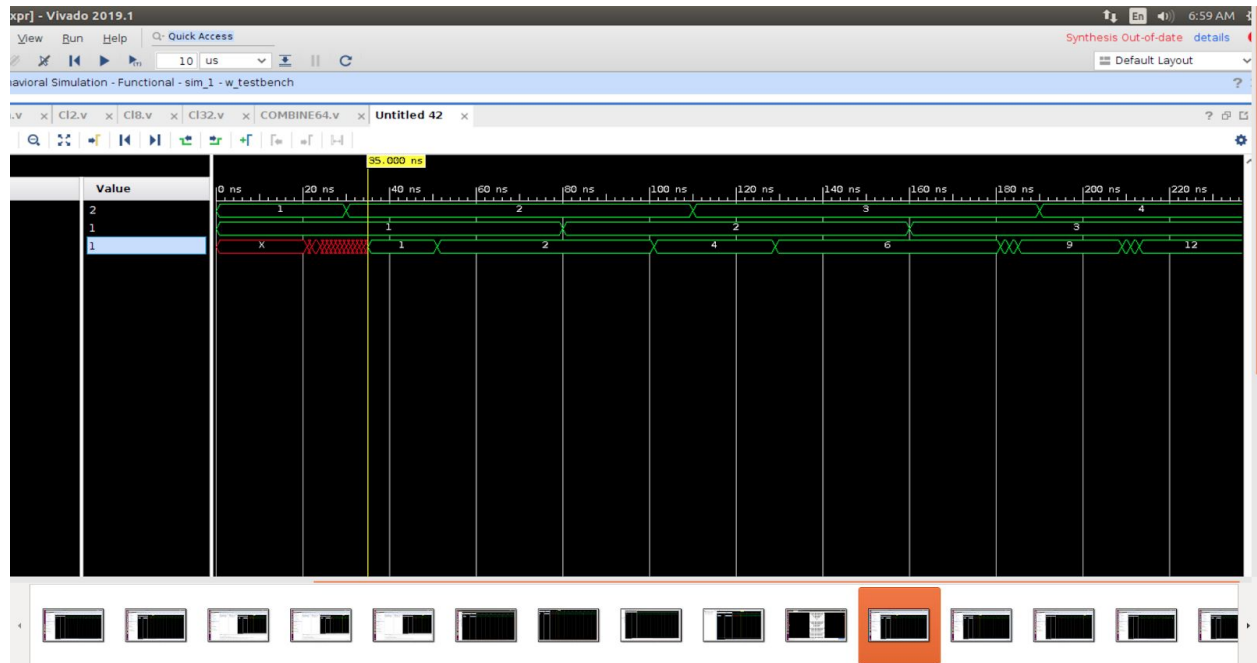 xpr] - Vivado 2019.1 En 6:59 AM
View Run Help Quick Access Synthesis Out-of-date details
10 us Default Layout
avioral Simulation - Functional - sim_1 - w_testbench ?
.v x Cl2.v x Cl8.v x Cl32.v x COMBINE64.v x Untitled 42 x ?
35.000 ns
Value 0 ns 20 ns 40 ns 60 ns 80 ns 100 ns 120 ns 140 ns 160 ns 180 ns 200 ns 220 ns
2 1 2 3 4
1 1 2 3
1 X 1 2 4 6 9 12